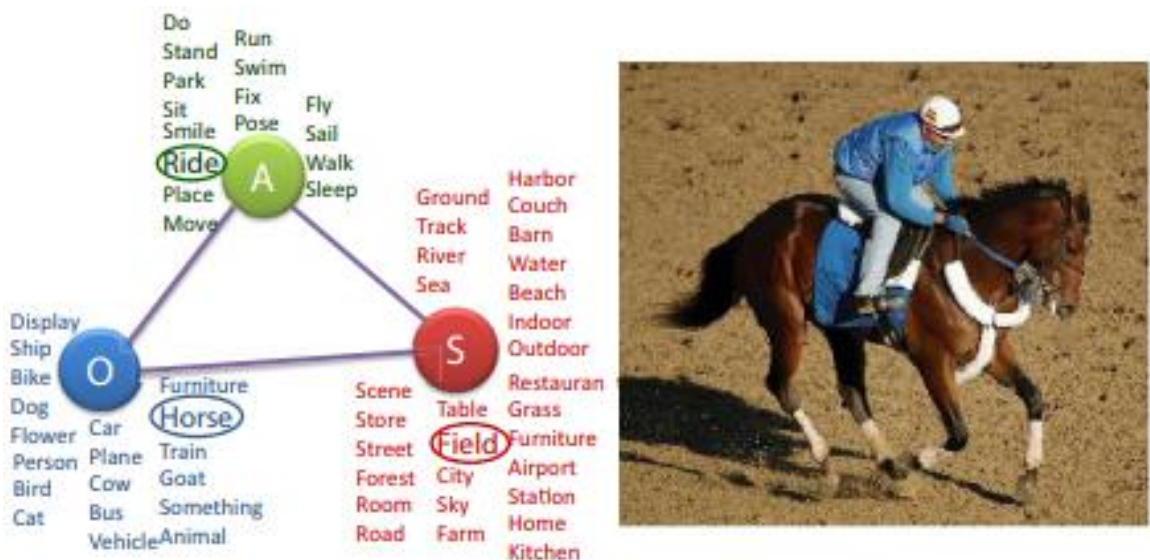 Do
Stand
Park
Sit
Smile
Ride
Place
Move
Run
Swim
Fix
Pose
Fly
Sail
Walk
Sleep
A
Ground
Track
River
Sea
Harbor
Couch
Barn
Water
Beach
Indoor
Outdoor
Restauran
Grass
Furniture
Airport
Station
Home
Kitchen
S
Scene
Store
Street
Forest
Room
Road
Table
Field
City
Sky
Farm
O
Display
Ship
Bike
Dog
Flower
Person
Bird
Cat
Car
Plane
Cow
Bus
Vehicle
Furniture
Horse
Train
Goat
Something
Animal